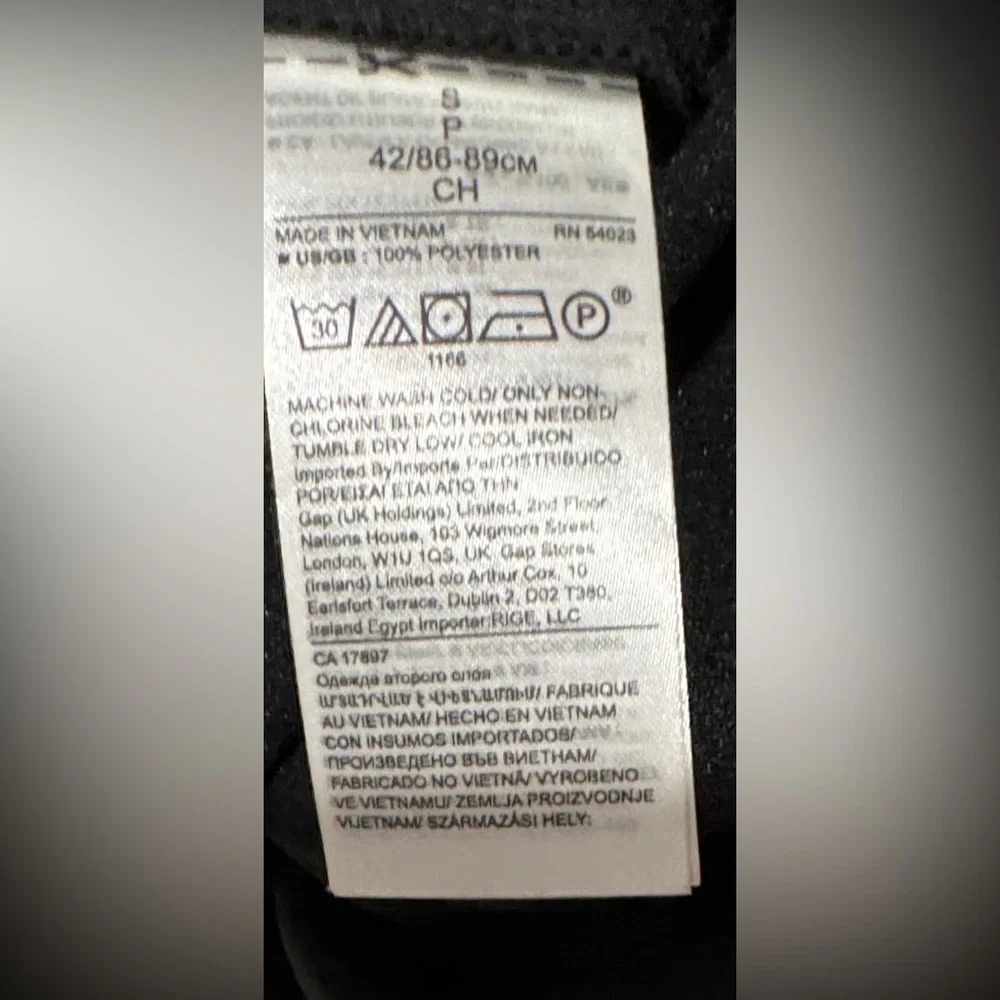 S
P
42/86-89CM
CH
MADE IN VIETNAM RN 54023
US/GB : 100% POLYESTER
30 P ®
1166
MACHINE WASH COLD/ ONLY NON-
CHLORINE BLEACH WHEN NEEDED/
TUMBLE DRY LOW/ COOL IRON
Imported By/Importe Par/DISTRIBUIDO
POR/ΕΙΣΑΓΕΤΑΙ ΑΠΟ ΤΗΝ
Gap (UK Holdings) Limited, 2nd Floor
Nations House, 103 Wigmore Street,
London, W1U 1QS, UK, Gap Stores
(Ireland) Limited c/o Arthur Cox, 10
Earlsfort Terrace, Dublin 2, D02 T380,
Ireland Egypt Importer:RIGE, LLC
CA 17897
Одежда второго слоя
FABRIQUE
AU VIETNAM/ HECHO EN VIETNAM
CON INSUMOS IMPORTADOS/
ПРОИЗВЕДЕНО ВЪВ ВИЕТНАМ/
FABRICADO NO VIETNÃ/ VYROBENO
VE VIETNAMU/ ZEMLJA PROIZVODNJE
VIJETNAM/ SZÁRMAZÁSI HELY: